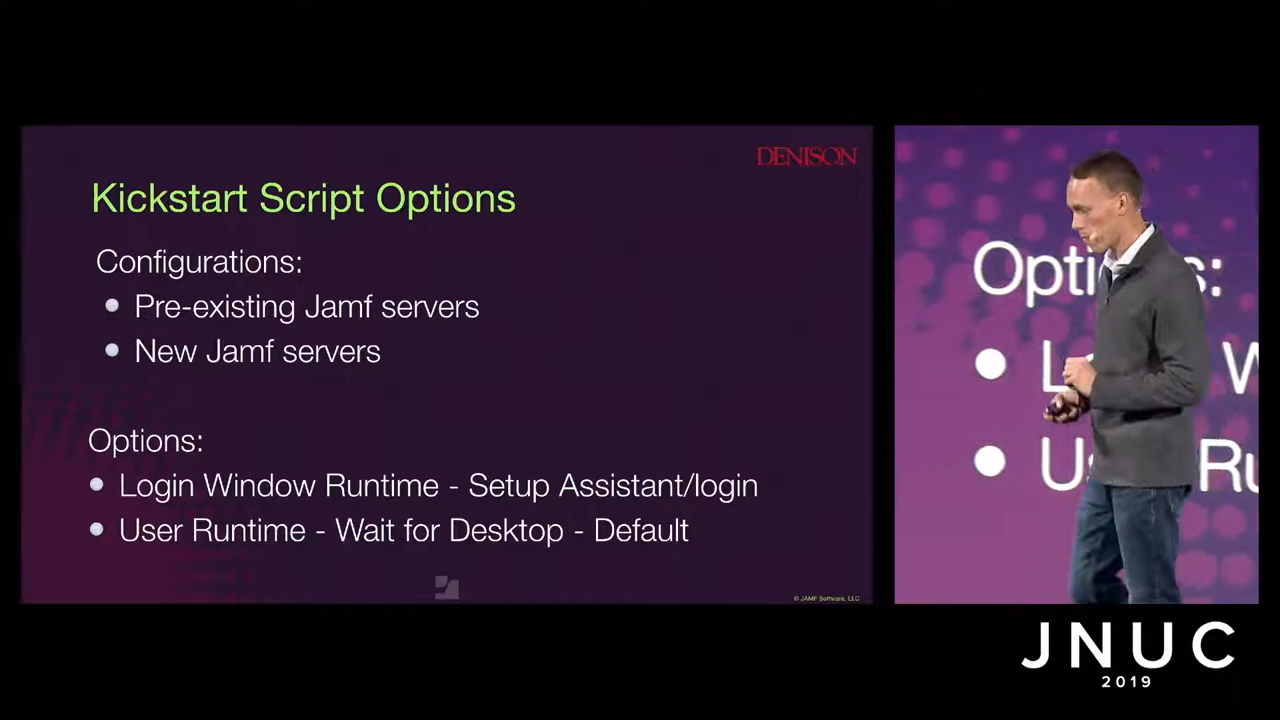 DENISON
Kickstart Script Options
Configurations:
Pre-existing Jamf servers
New Jamf servers
Options:
Login Window Runtime - Setup Assistant/login
User Runtime - Wait for Desktop - Default
© JAMF Software, LLC
Opti s:
L W
U Ru
JNUC
2019